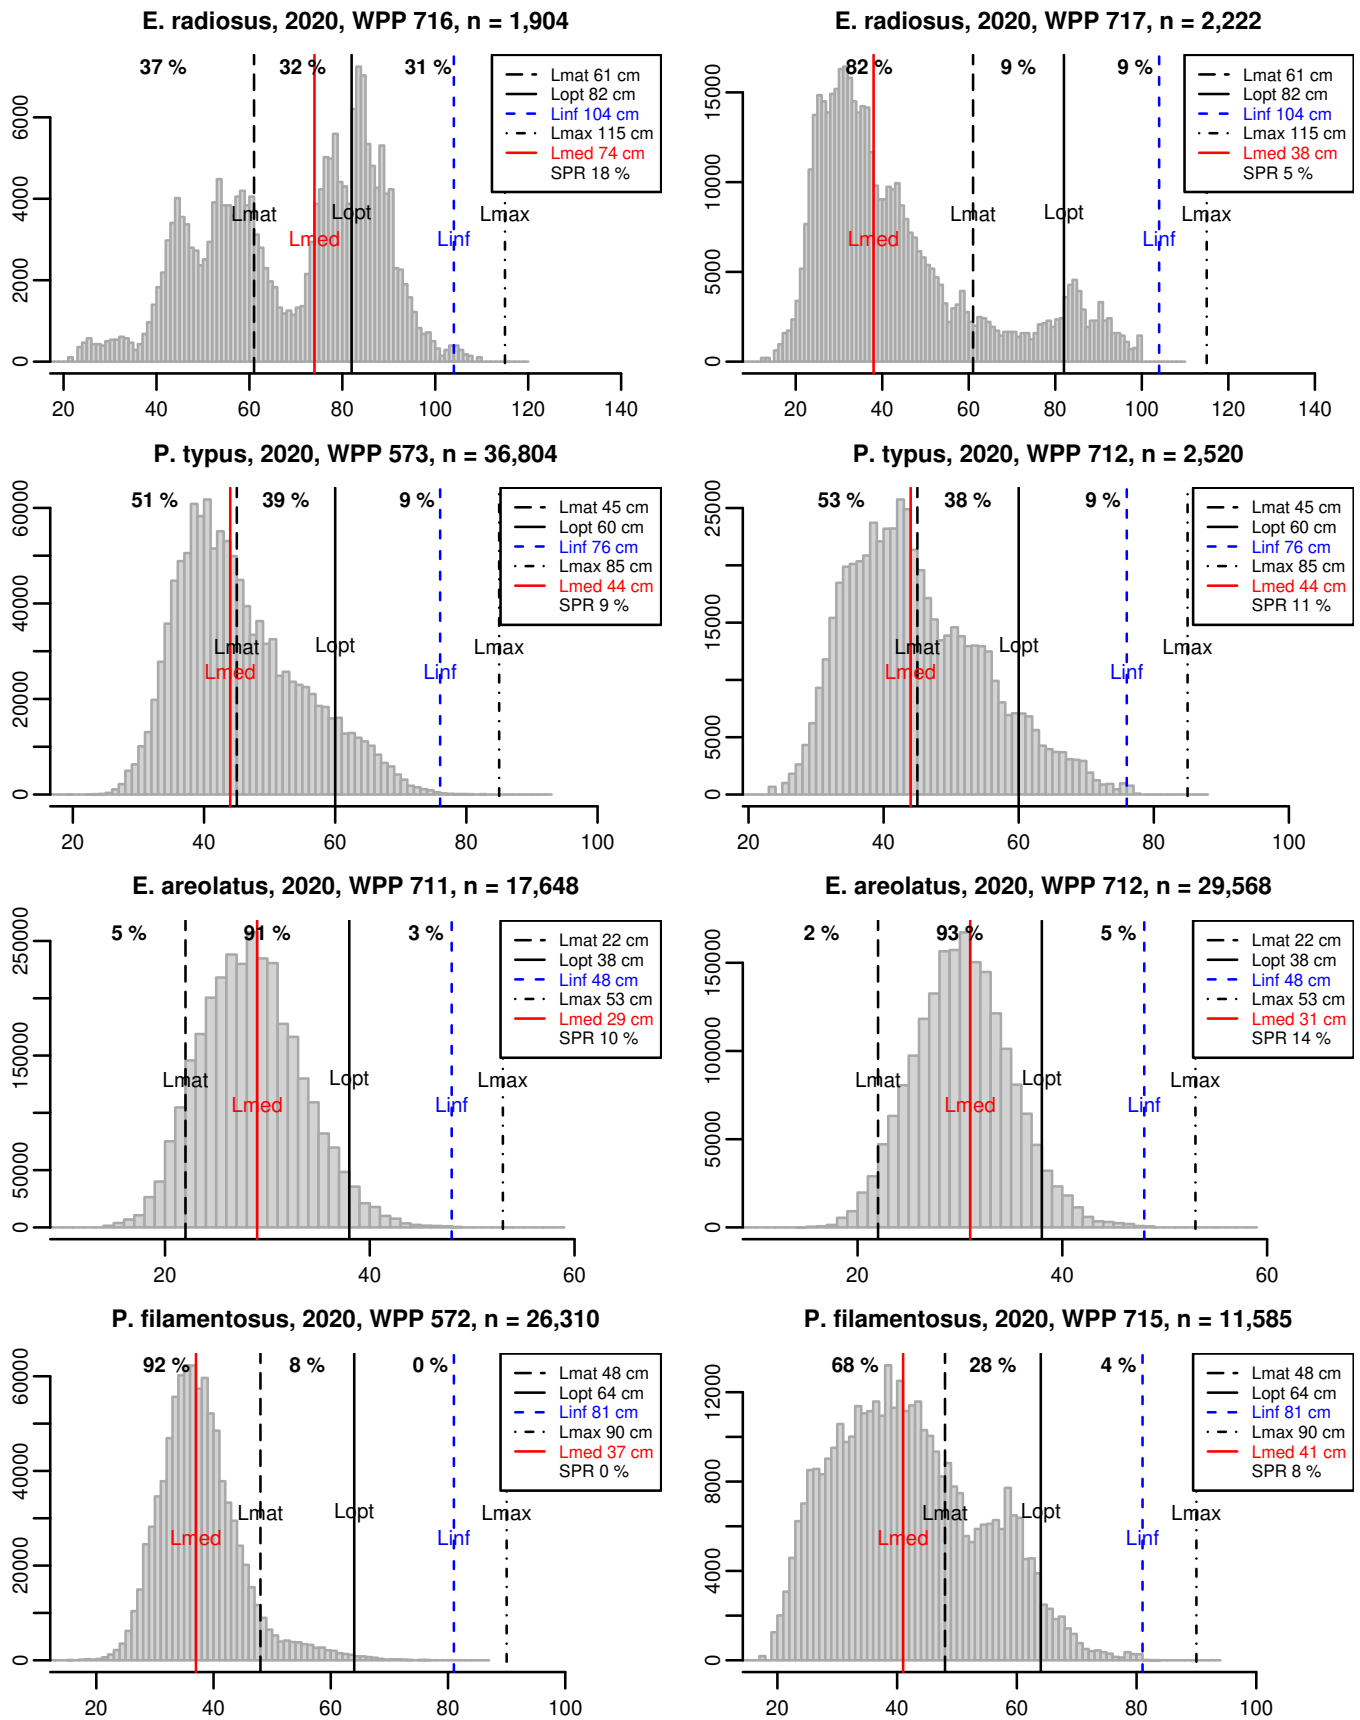 E. radiosus, 2020, WPP 716, n = 1,904
37 %
32 %
31 %
Lmat 61 cm
Lopt 82 cm
Linf 104 cm
Lmax 115 cm
Lmed 74 cm
SPR 18 %
Lmat
Lopt
Lmax
Lmed
Linf
0
2000
4000
6000
20
40
60
80
100
120
140
E. radiosus, 2020, WPP 717, n = 2,222
82 %
9 %
9 %
Lmat 61 cm
Lopt 82 cm
Linf 104 cm
Lmax 115 cm
Lmed 38 cm
SPR 5 %
Lmat
Lopt
Lmax
Lmed
Linf
0
5000
10000
15000
20
40
60
80
100
120
140
P. typus, 2020, WPP 573, n = 36,804
51 %
39 %
9 %
Lmat 45 cm
Lopt 60 cm
Linf 76 cm
Lmax 85 cm
Lmed 44 cm
SPR 9 %
Lmat
Lopt
Lmax
Lmed
Linf
0
20000
40000
60000
20
40
60
80
100
P. typus, 2020, WPP 712, n = 2,520
53 %
38 %
9 %
Lmat 45 cm
Lopt 60 cm
Linf 76 cm
Lmax 85 cm
Lmed 44 cm
SPR 11 %
Lmat
Lopt
Lmax
Lmed
Linf
0
5000
15000
25000
20
40
60
80
100
E. areolatus, 2020, WPP 711, n = 17,648
5 %
91 %
3 %
Lmat 22 cm
Lopt 38 cm
Linf 48 cm
Lmax 53 cm
Lmed 29 cm
SPR 10 %
Lmat
Lopt
Lmax
Lmed
Linf
0
50000
150000
250000
20
40
60
E. areolatus, 2020, WPP 712, n = 29,568
2 %
93 %
5 %
Lmat 22 cm
Lopt 38 cm
Linf 48 cm
Lmax 53 cm
Lmed 31 cm
SPR 14 %
Lmat
Lopt
Lmax
Lmed
Linf
0
50000
100000
150000
20
40
60
P. filamentosus, 2020, WPP 572, n = 26,310
92 %
8 %
0 %
Lmat 48 cm
Lopt 64 cm
Linf 81 cm
Lmax 90 cm
Lmed 37 cm
SPR 0 %
Lmat
Lopt
Lmax
Lmed
Linf
0
20000
40000
60000
20
40
60
80
100
P. filamentosus, 2020, WPP 715, n = 11,585
68 %
28 %
4 %
Lmat 48 cm
Lopt 64 cm
Linf 81 cm
Lmax 90 cm
Lmed 41 cm
SPR 8 %
Lmat
Lopt
Lmax
Lmed
Linf
0
4000
8000
12000
20
40
60
80
100